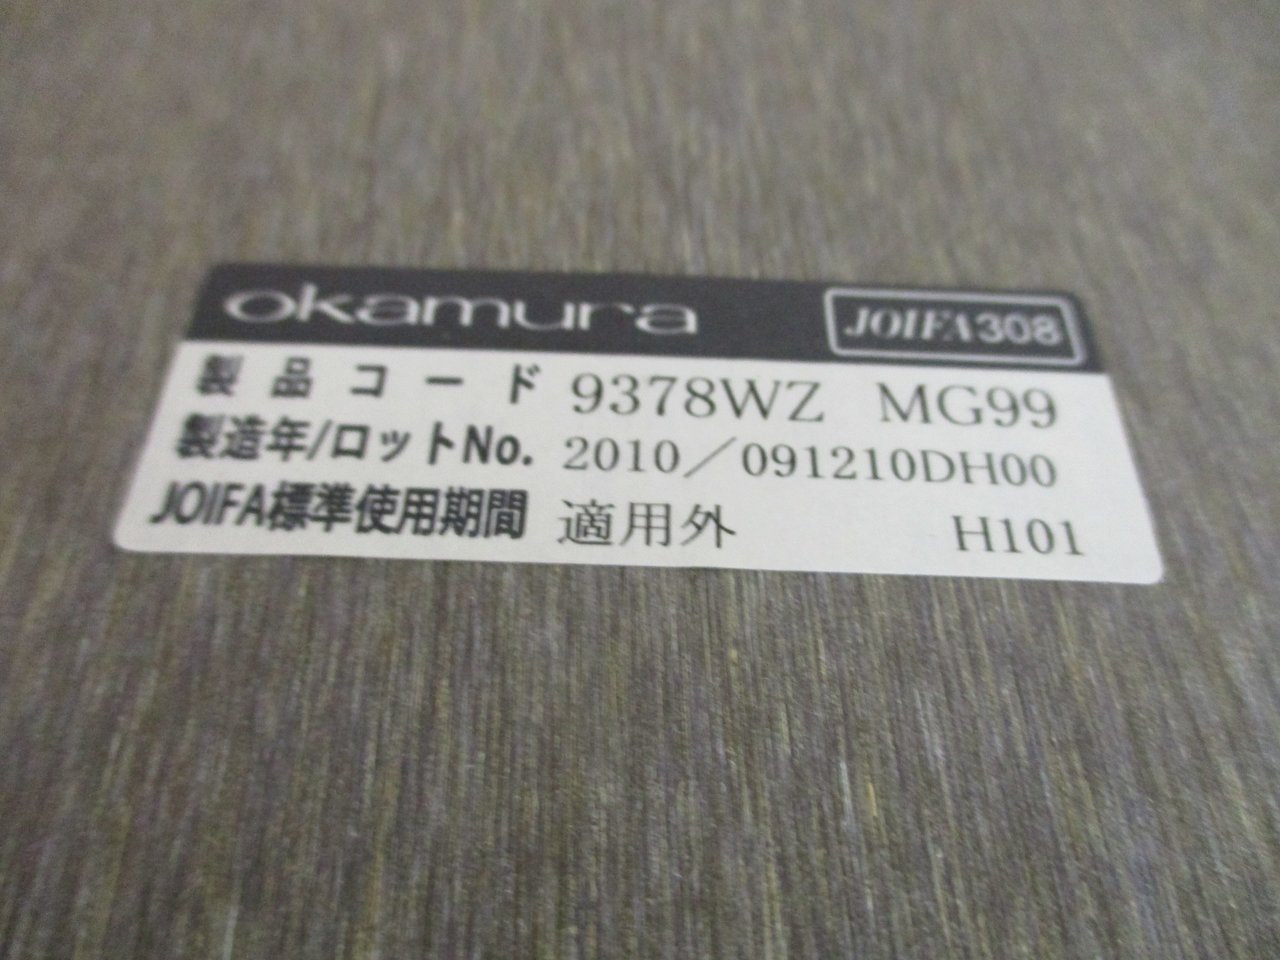 okamura JOIFA308
製品コード 9378WZ MG99
製造年/ロットNo. 2010／091210DH00
JOIFA標準使用期間 適用外 H101